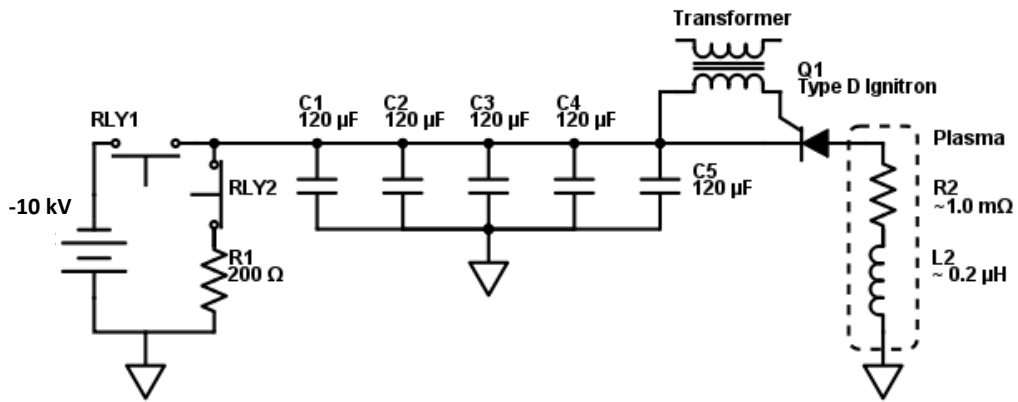 Transformer
Q1
Type D Ignitron
C1
120 µF
C2
120 µF
C3
120 µF
C4
120 µF
RLY1
Plasma
C5
120 µF
RLY2
R2
~1.0 mΩ
-10 kV
R1
200 Ω
L2
~ 0.2 µH